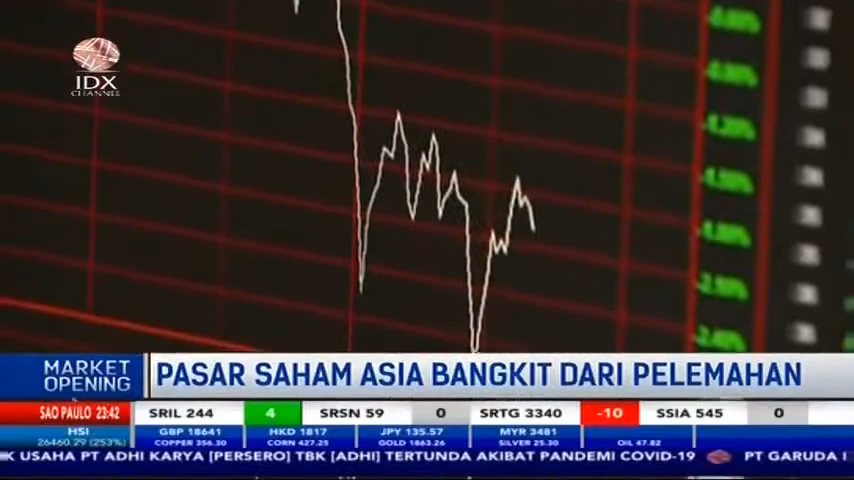 IDX
CHANNEL
MARKET
OPENING
PASAR SAHAM ASIA BANGKIT DARI PELEMAHAN
SAO PAULO 23:42 SRIL 244 4 SRSN 59 0 SRTG 3340 -10 SSIA 545 0
HSI GBP 18641 HKD 1817 JPY 135.57 MYR 3481
26460.29 (253%) COPPER 356.30 CORN 427.25 GOLD 1863.26 SILVER 25.30 OIL 47.82
K USAHA PT ADHI KARYA [PERSERO] TBK [ADHI] TERTUNDA AKIBAT PANDEMI COVID-19 PT GARUDA I